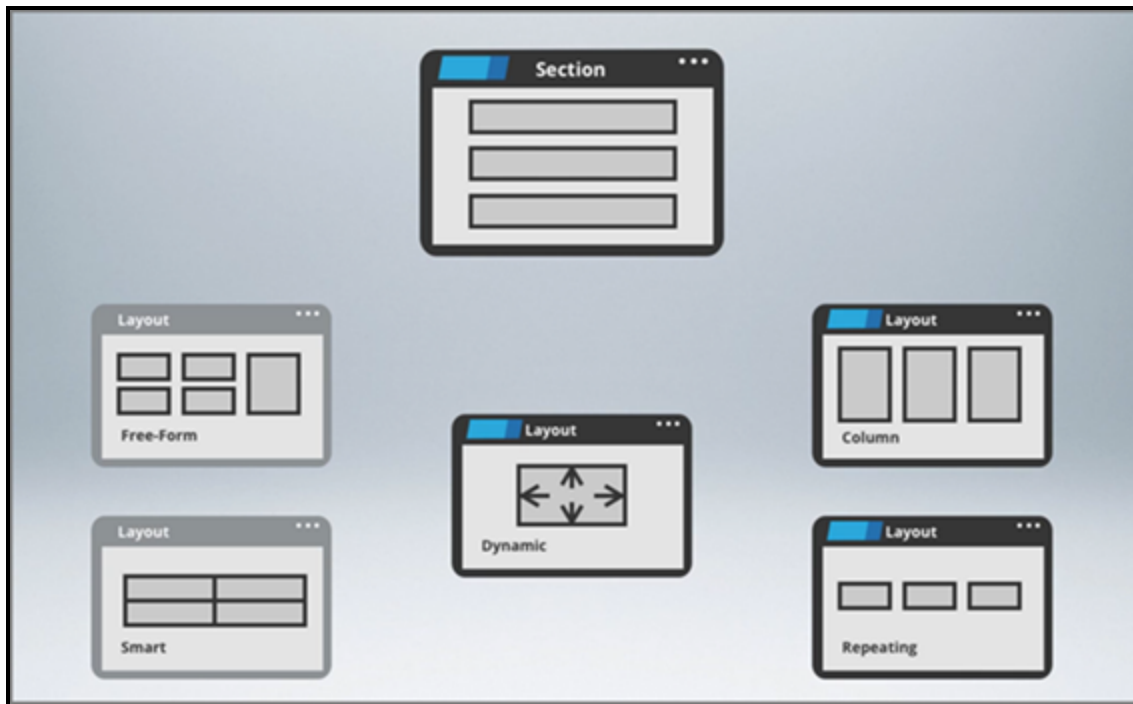 Section
Layout
Free-Form
Layout
Column
Layout
Dynamic
Layout
Smart
Layout
Repeating